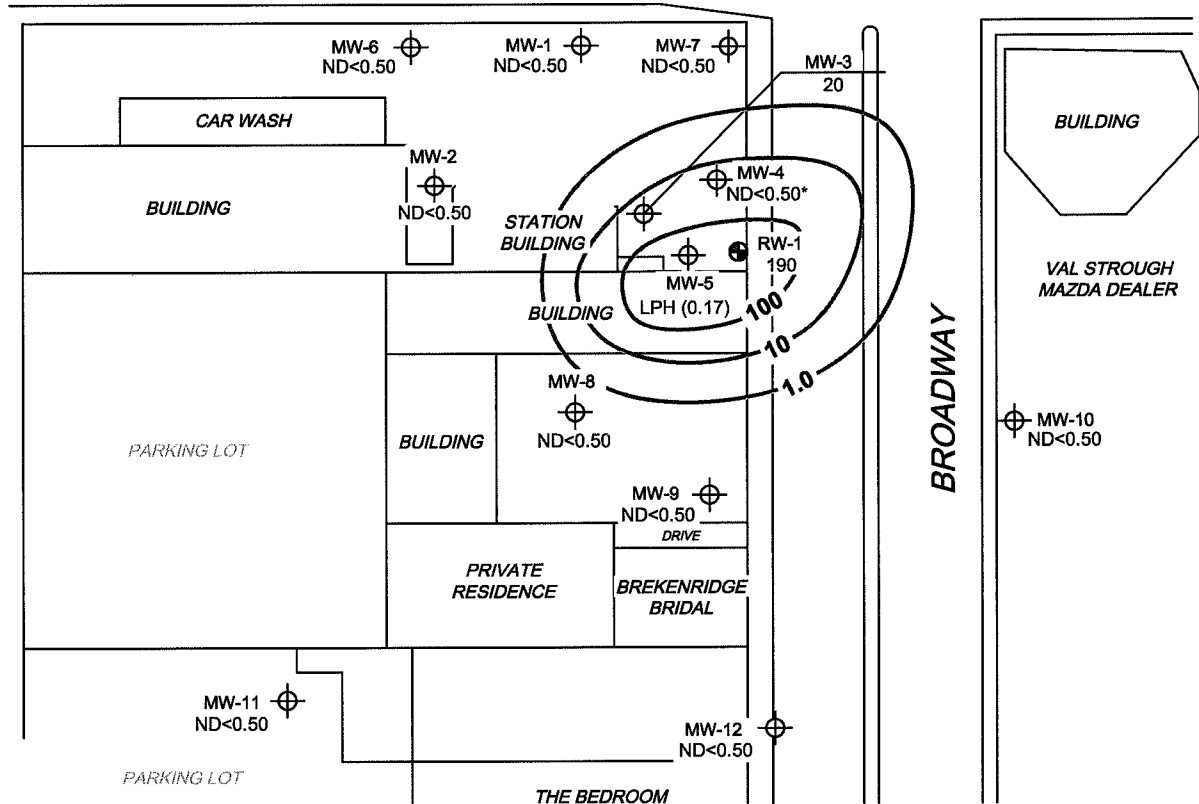 MW-6
ND<0.50
MW-1
ND<0.50
MW-7
ND<0.50
MW-3
20
CAR WASH
BUILDING
MW-2
ND<0.50
BUILDING
MW-4
ND<0.50*
STATION
BUILDING
RW-1
190
MW-5
LPH (0.17)
BUILDING
100
10
1.0
VAL STROUGH
MAZDA DEALER
BROADWAY
MW-8
ND<0.50
BUILDING
PARKING LOT
MW-10
ND<0.50
MW-9
ND<0.50
DRIVE
PRIVATE
RESIDENCE
BREKENRIDGE
BRIDAL
MW-11
ND<0.50
MW-12
ND<0.50
PARKING LOT
THE BEDROOM